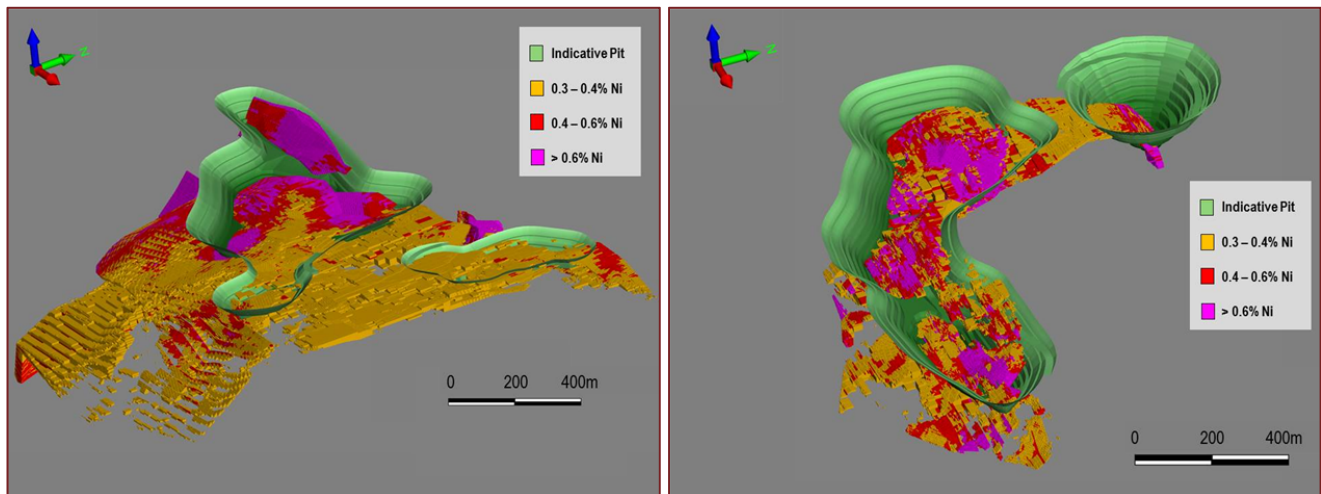 N
Indicative Pit
0.3 – 0.4% Ni
0.4 – 0.6% Ni
> 0.6% Ni
0 200 400m
N
Indicative Pit
0.3 – 0.4% Ni
0.4 – 0.6% Ni
> 0.6% Ni
0 200 400m